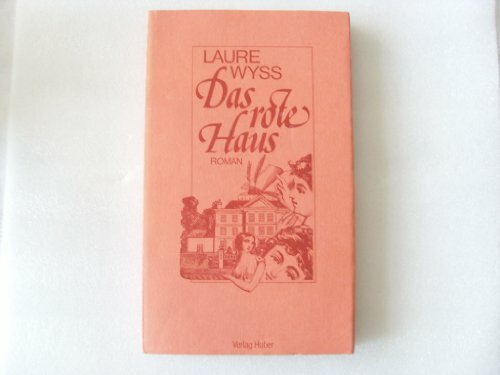 LAURE
WYSS
Das
rote
Haus
ROMAN
Verlag Huber